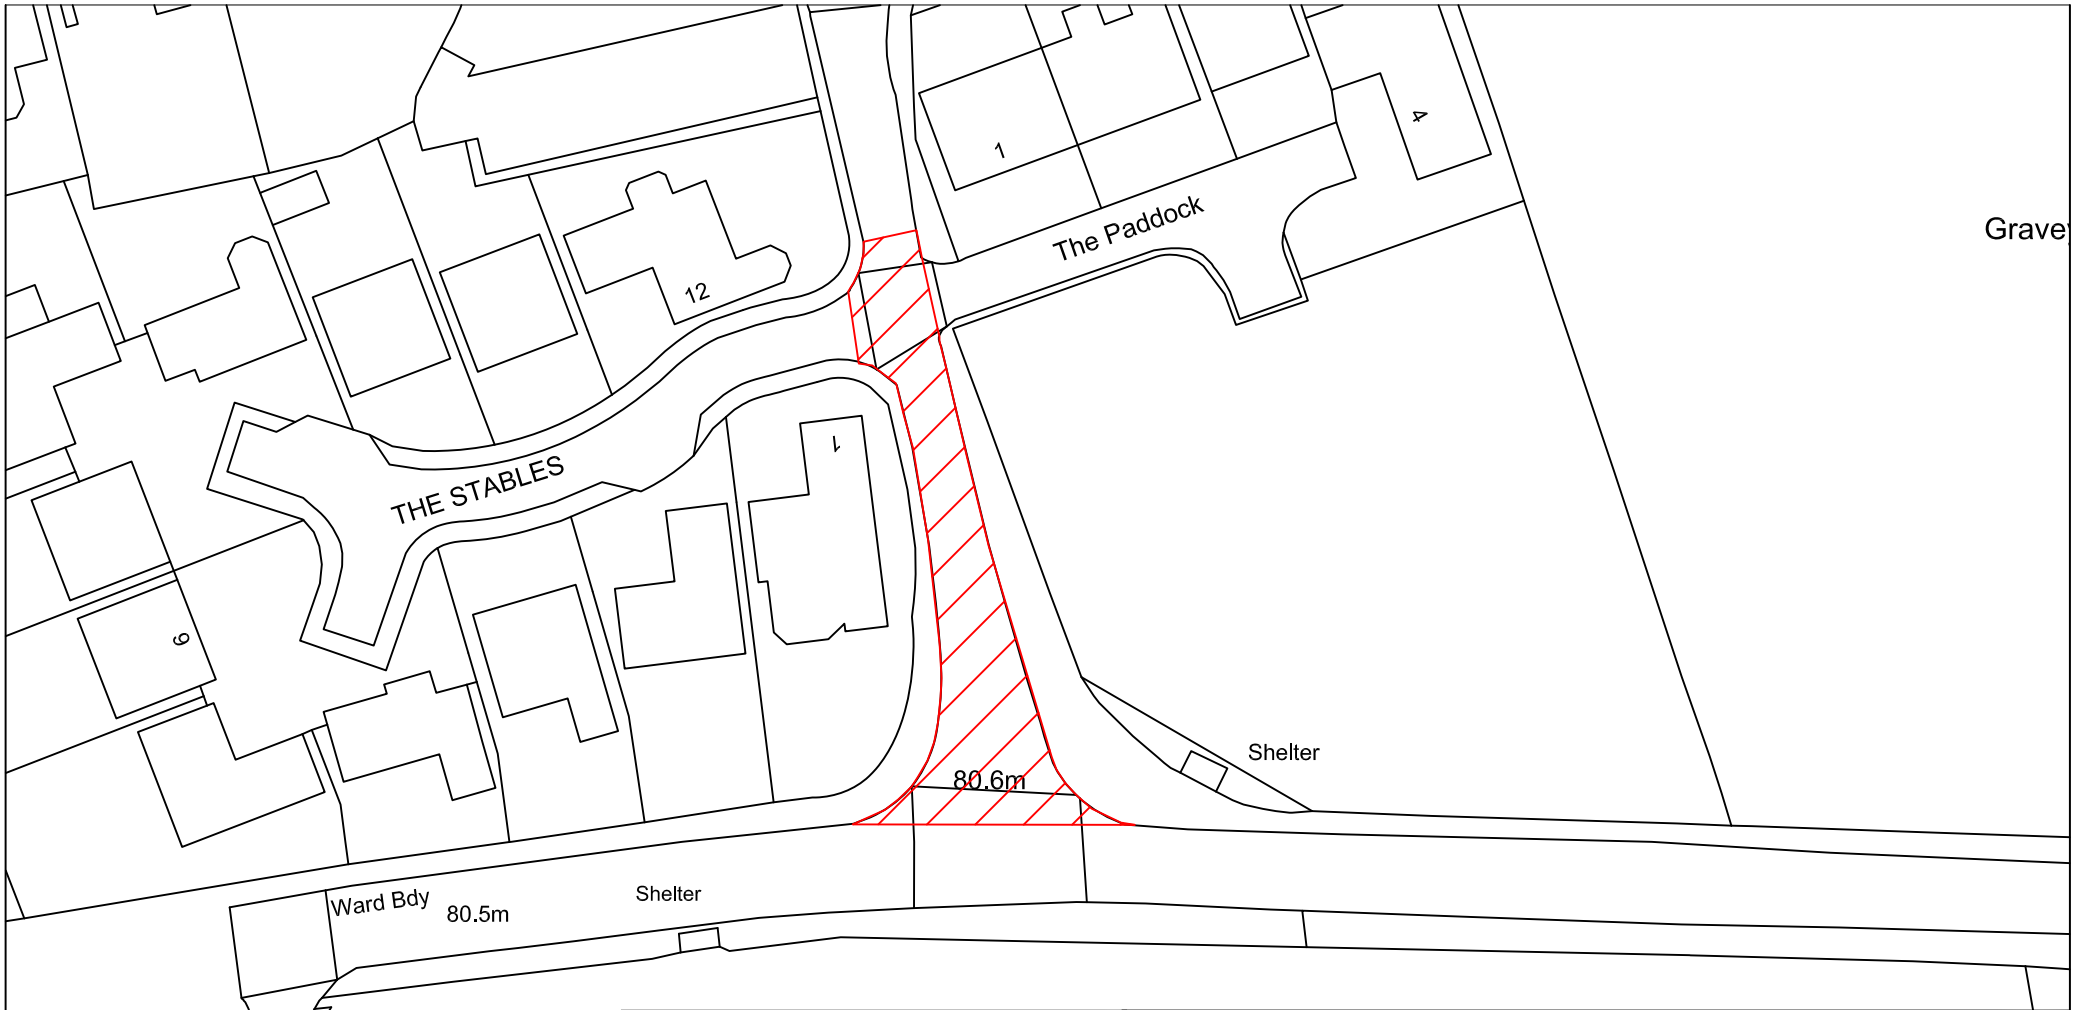 4
1
The Paddock
Grave
12
1
THE STABLES
9
Shelter
80.6m
Ward Bdy
Shelter
80.5m